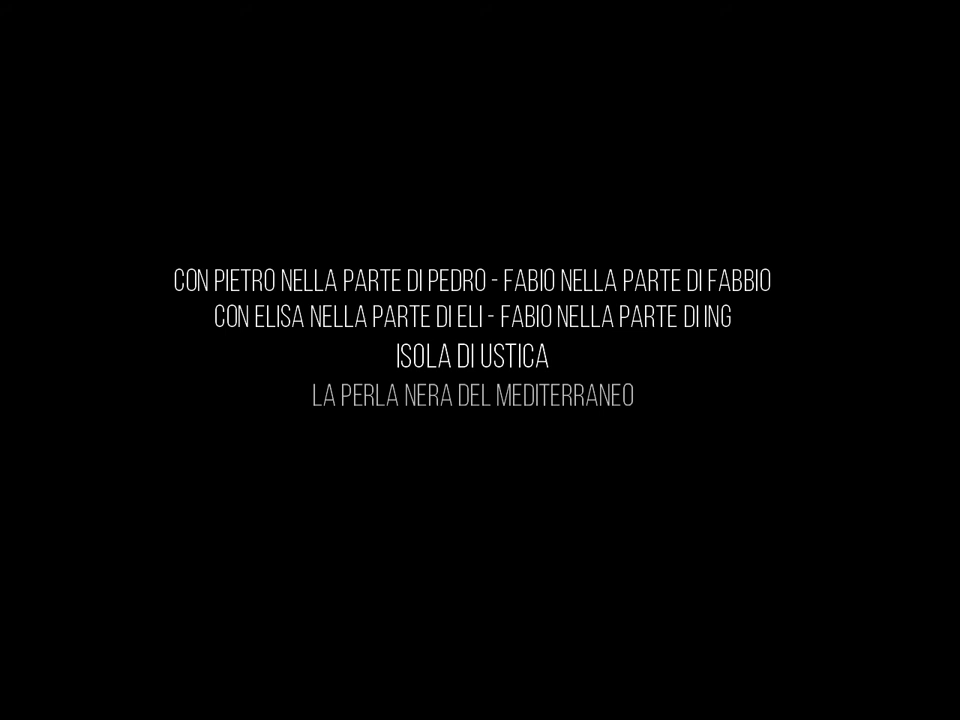 CON PIETRO NELLA PARTE DI PEDRO - FABIO NELLA PARTE DI FABBIO
CON ELISA NELLA PARTE DI ELI - FABIO NELLA PARTE DI ING
ISOLA DI USTICA
LA PERLA NERA DEL MEDITERRANEO